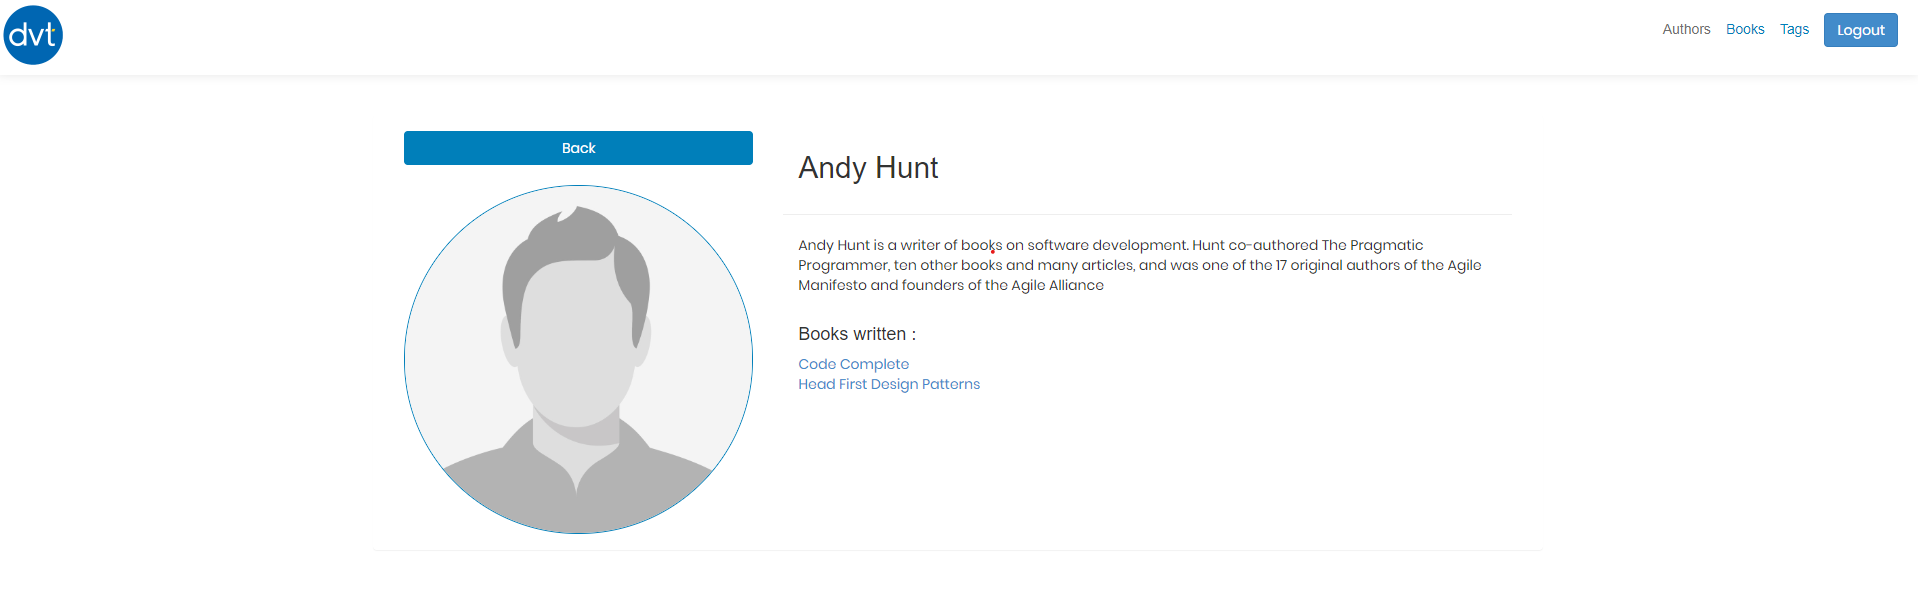 dvt
Authors Books Tags Logout
Back
Andy Hunt
Andy Hunt is a writer of books on software development. Hunt co-authored The Pragmatic
Programmer, ten other books and many articles, and was one of the 17 original authors of the Agile
Manifesto and founders of the Agile Alliance
Books written :
Code Complete
Head First Design Patterns